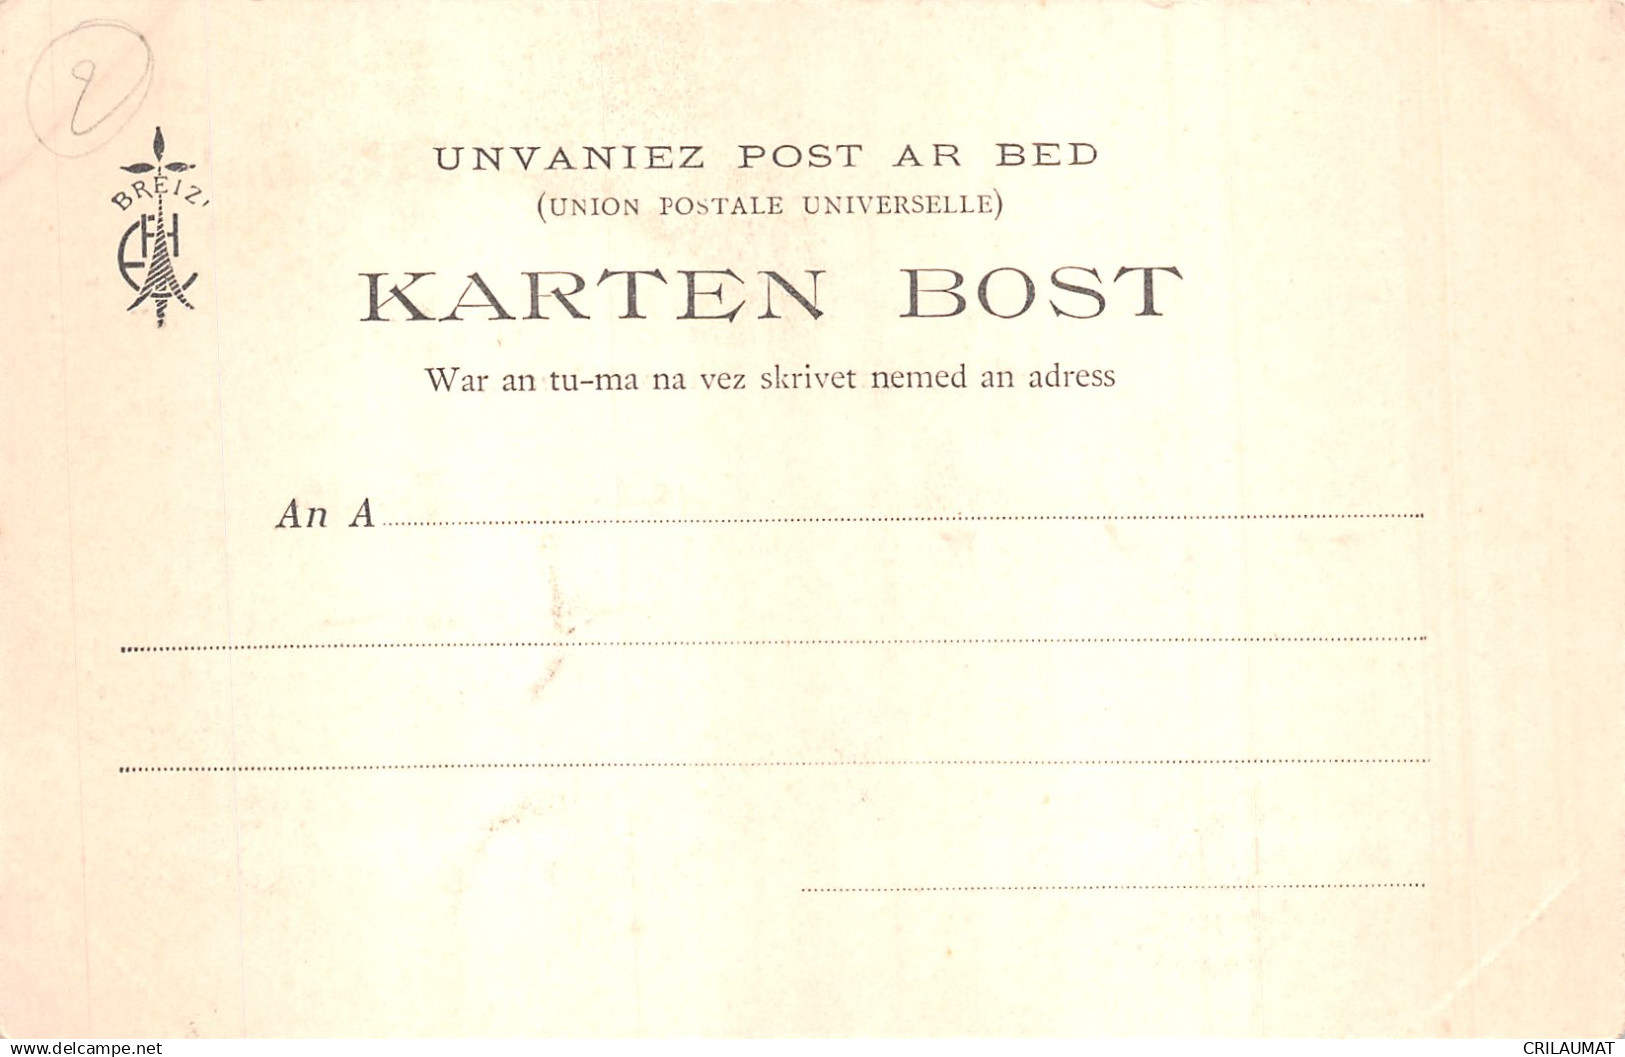 2
BREIZ'
UNVANIEZ POST AR BED
(UNION POSTALE UNIVERSELLE)
KARTEN BOST
War an tu-ma na vez skrivet nemed an adress
An A
www.delcampe.net
CRILAUMAT